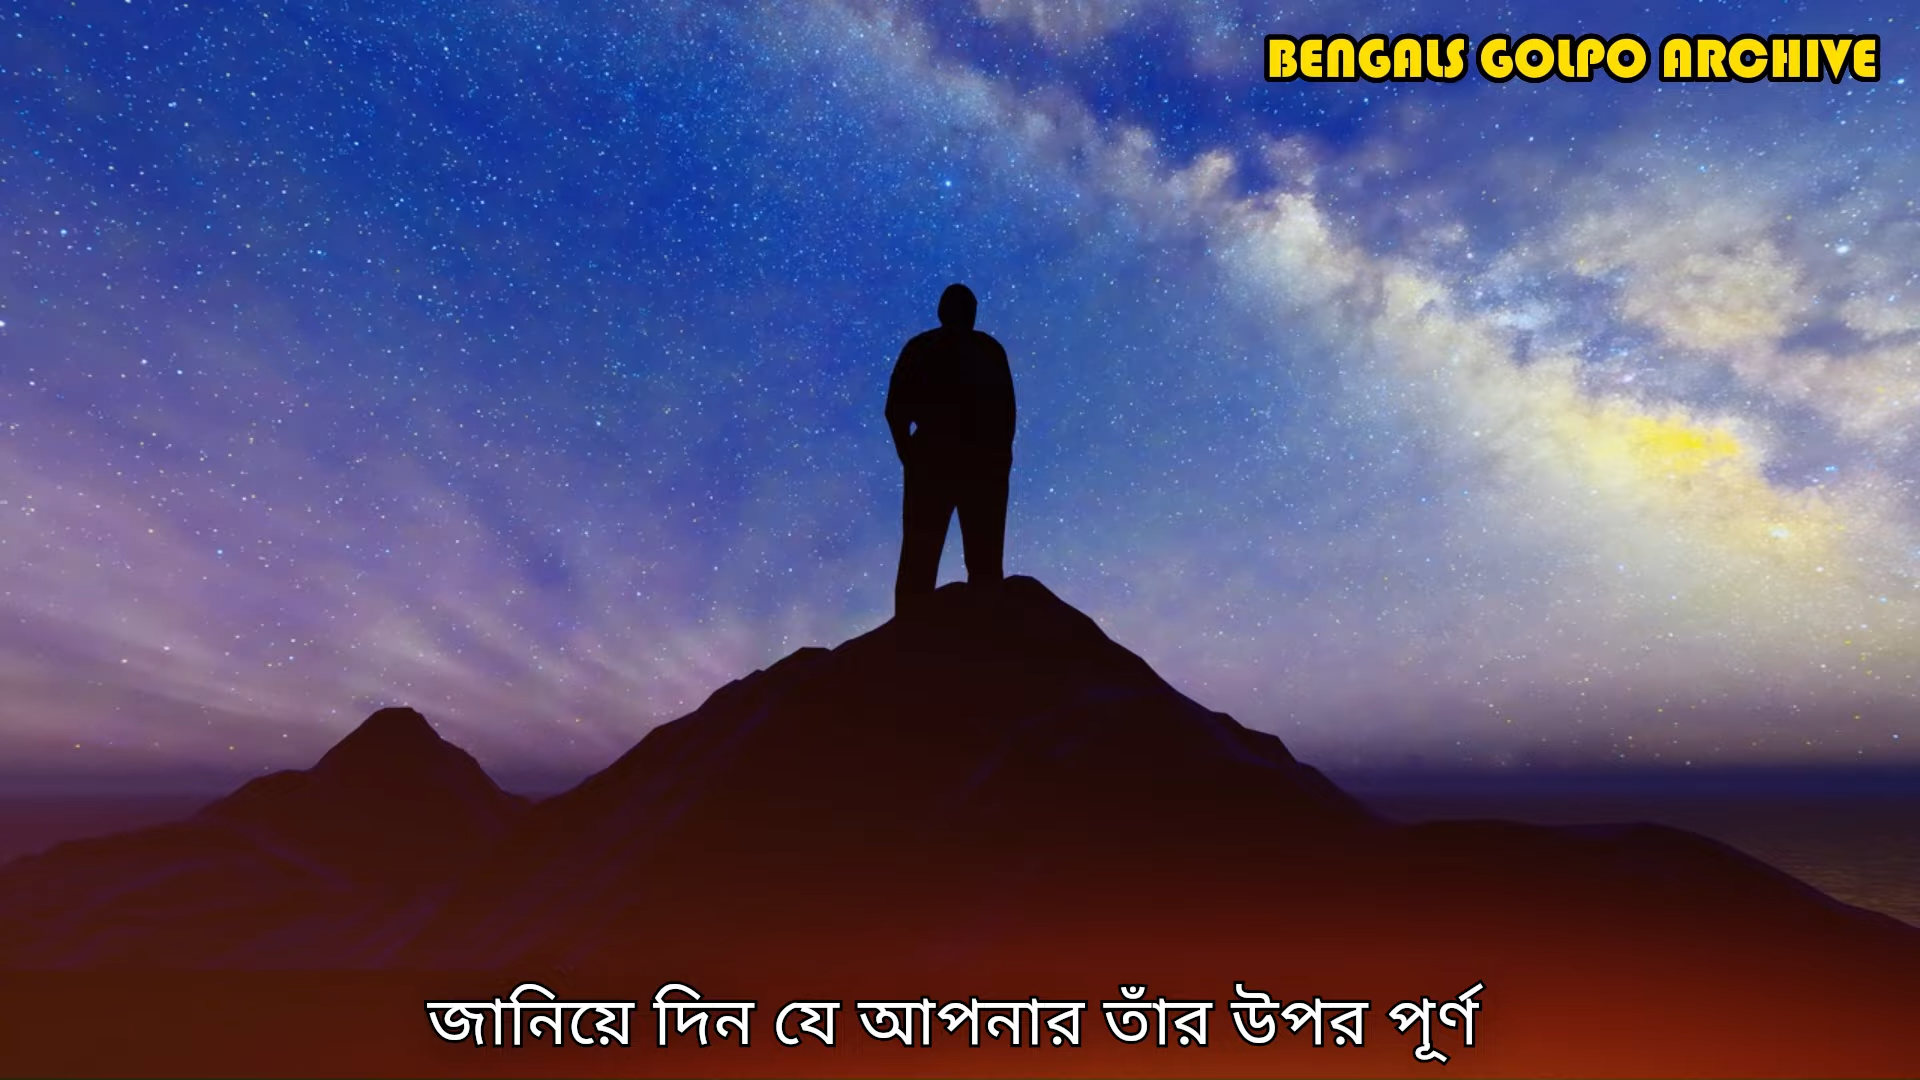 BENGALS GOLPO ARCHIVE
জানিয়ে দিন যে আপনার তাঁর উপর পূর্ণ